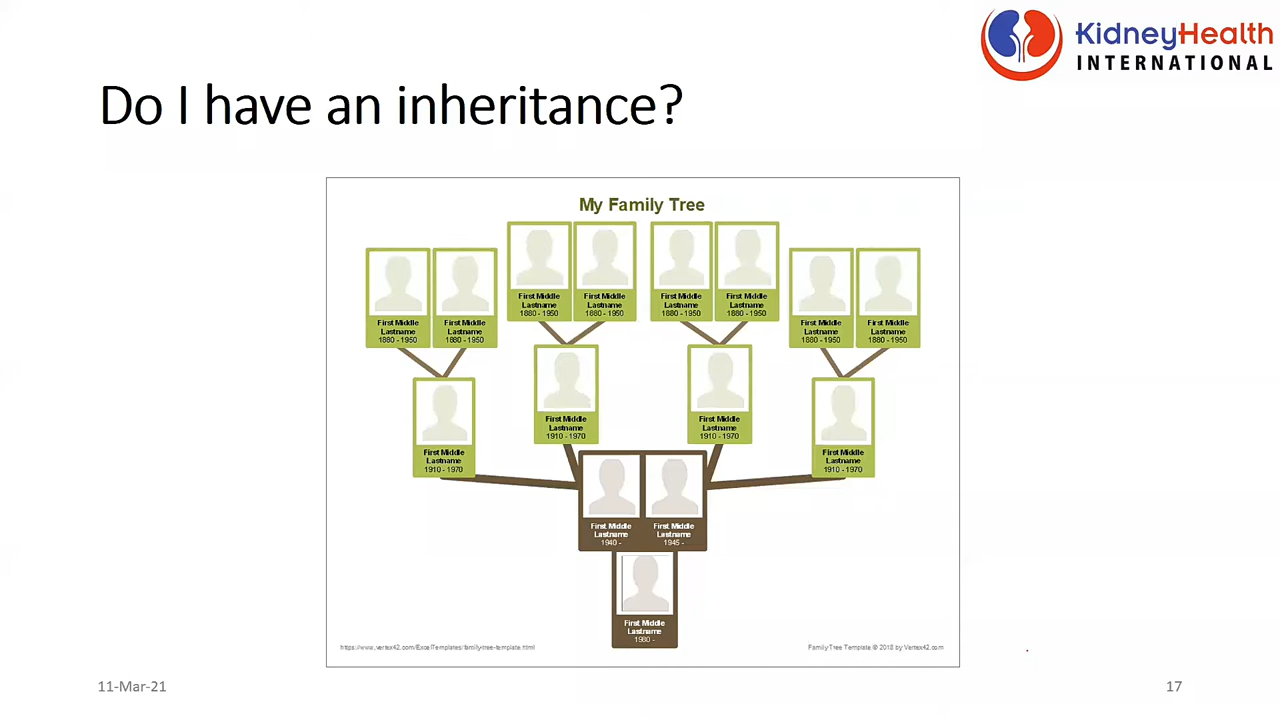 KidneyHealth
INTERNATIONAL
Do I have an inheritance?
My Family Tree
First Middle
Lastname
1880 - 1950
First Middle
Lastname
1880 - 1950
First Middle
Lastname
1880 - 1950
First Middle
Lastname
1880 - 1950
First Middle
Lastname
1880 - 1950
First Middle
Lastname
1880 - 1950
First Middle
Lastname
1880 - 1950
First Middle
Lastname
1880 - 1950
First Middle
Lastname
1910 - 1970
First Middle
Lastname
1910 - 1970
First Middle
Lastname
1910 - 1970
First Middle
Lastname
1910 - 1970
First Middle
Lastname
1940 -
First Middle
Lastname
1945 -
First Middle
Lastname
1980 -
https://www.vertex42.com/ExcelTemplates/family-tree-template.html
Family Tree Template © 2018 by Vertex42.com
11-Mar-21
17